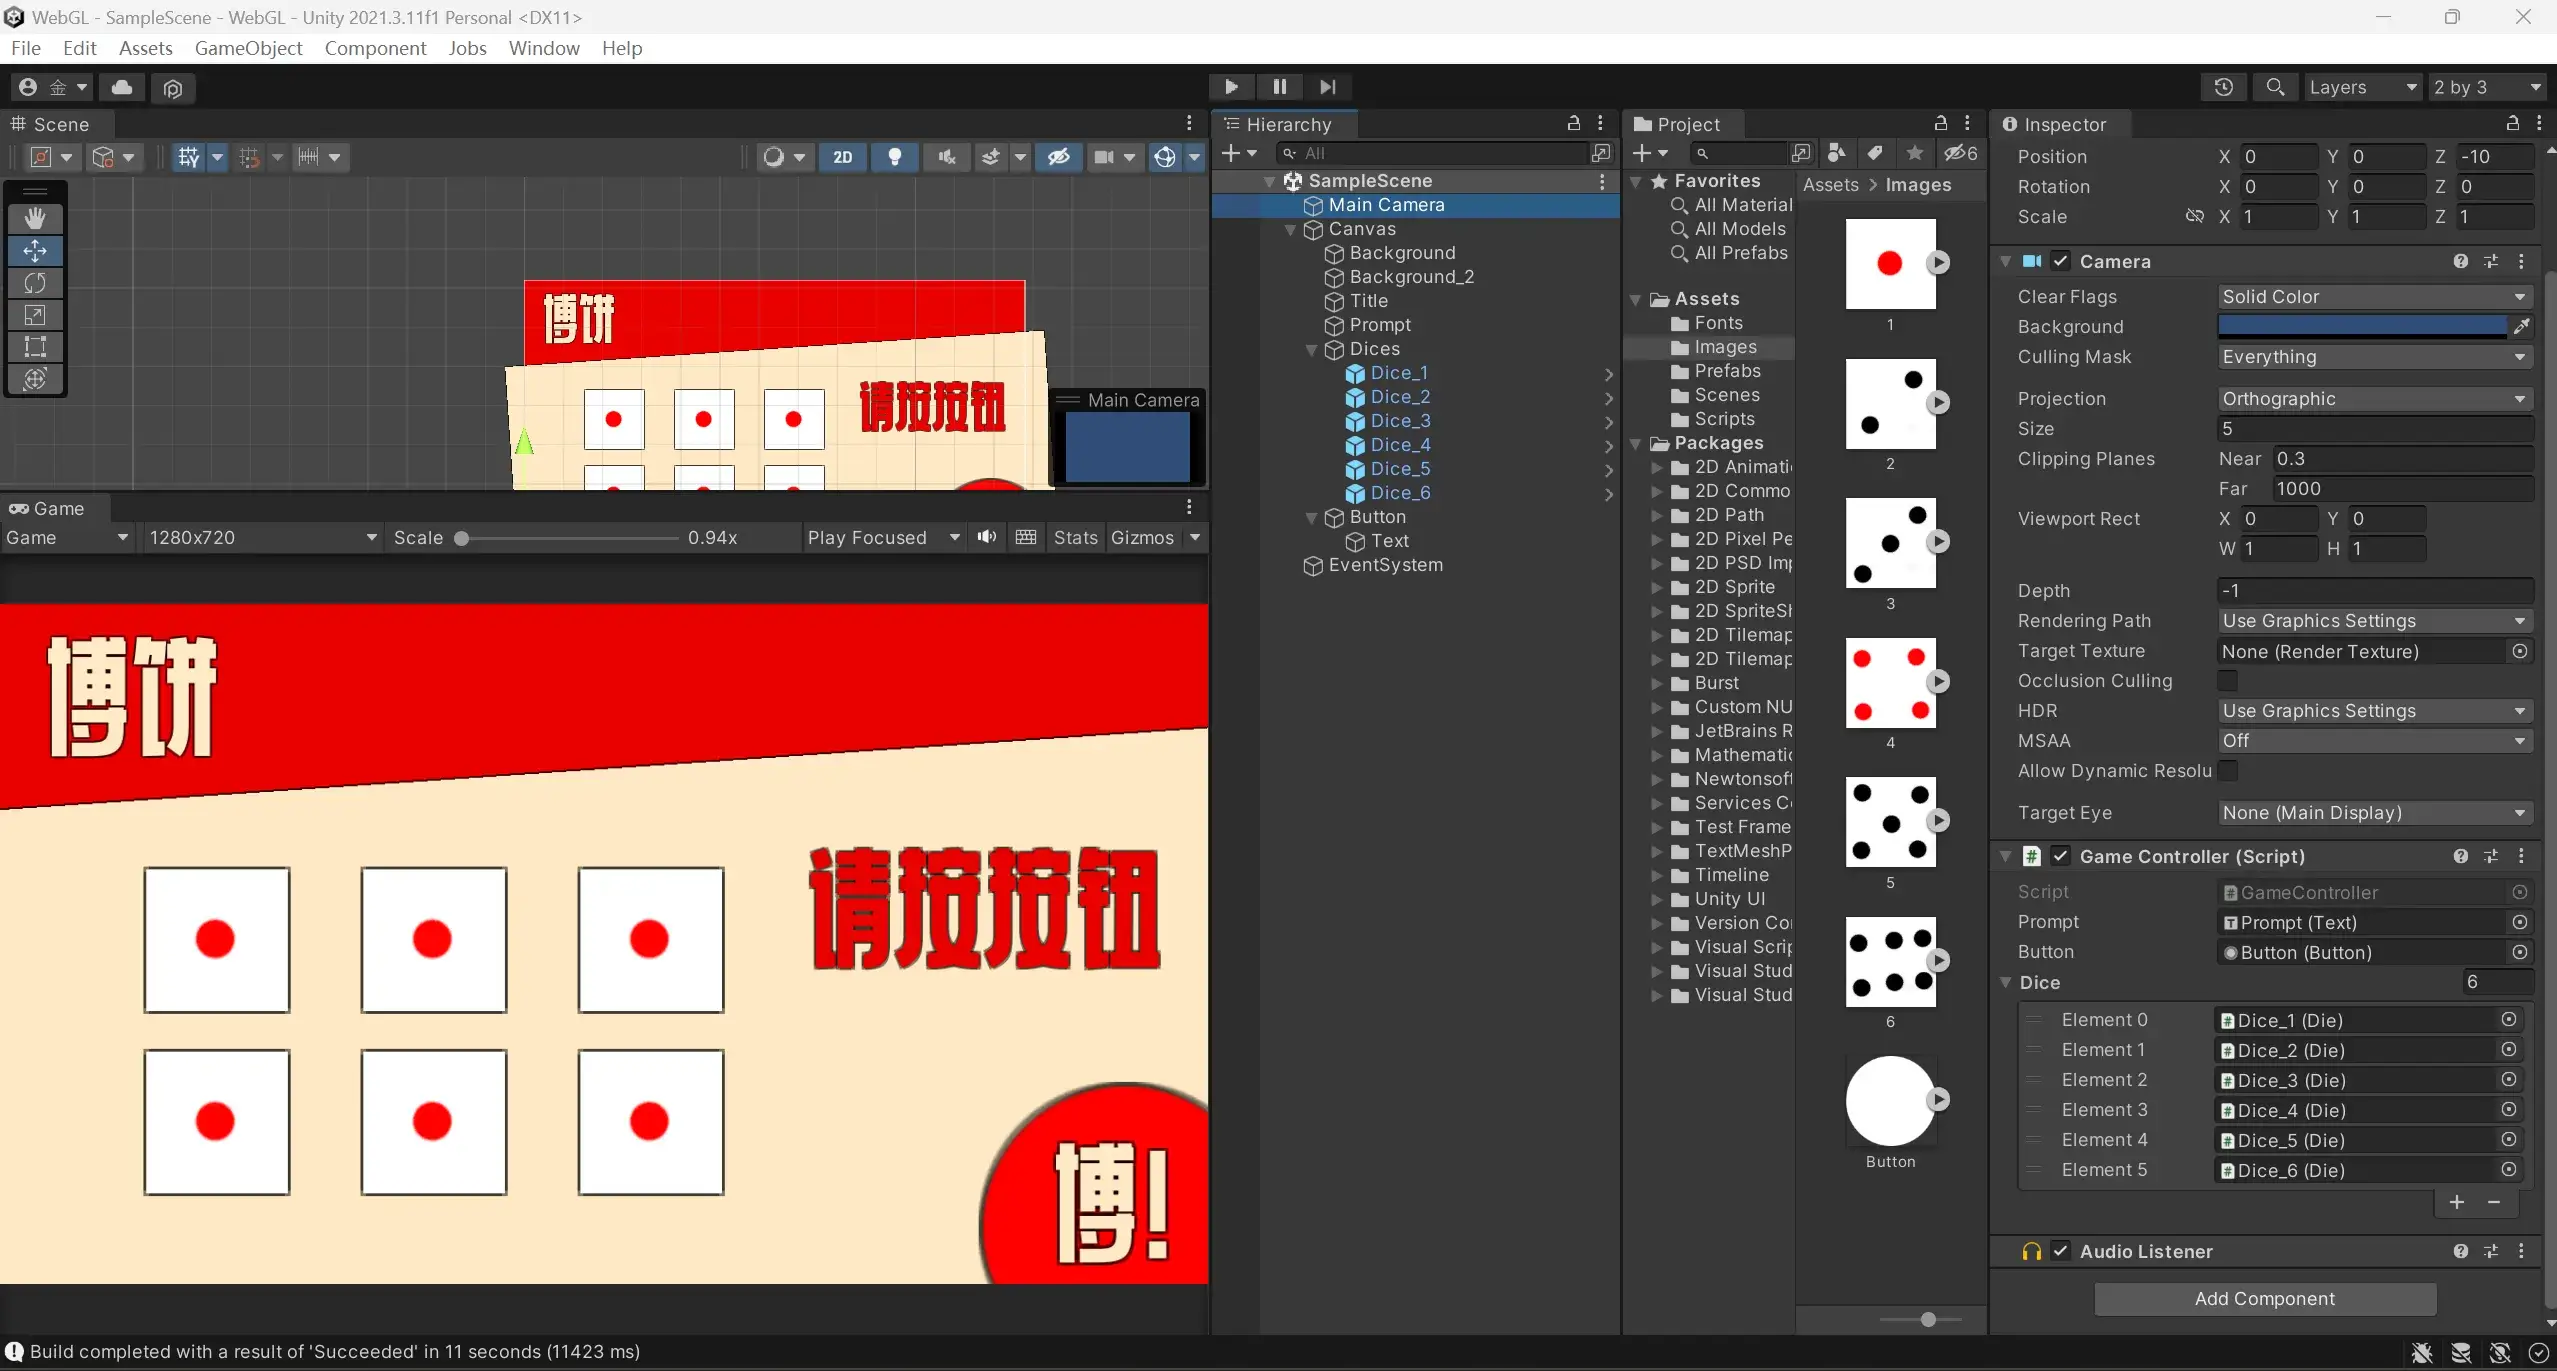 WebGL - SampleScene - WebGL - Unity 2021.3.11f1 Personal <DX11>
File Edit Assets GameObject Component Jobs Window Help
金
Layers
2 by 3
Scene
2D
博饼
请按按钮
Main Camera
Game
Game
1280x720
Scale
0.94x
Play Focused
Stats
Gizmos
博饼
请按按钮
博!
Hierarchy
All
SampleScene
Main Camera
Canvas
Background
Background_2
Title
Prompt
Dices
Dice_1
Dice_2
Dice_3
Dice_4
Dice_5
Dice_6
Button
Text
EventSystem
Project
6
Favorites
All Material
All Models
All Prefabs
Assets
Fonts
Images
Prefabs
Scenes
Scripts
Packages
2D Animati
2D Commo
2D Path
2D Pixel Pe
2D PSD Imp
2D Sprite
2D SpriteSh
2D Tilemap
2D Tilemap
Burst
Custom NU
JetBrains R
Mathematic
Newtonsoft
Services Co
Test Frame
TextMeshP
Timeline
Unity UI
Version Con
Visual Scrip
Visual Stud
Visual Stud
Assets > Images
1
2
3
4
5
6
Button
Inspector
Position X 0 Y 0 Z -10
Rotation X 0 Y 0 Z 0
Scale X 1 Y 1 Z 1
Camera
Clear Flags Solid Color
Background
Culling Mask Everything
Projection Orthographic
Size 5
Clipping Planes Near 0.3
Far 1000
Viewport Rect X 0 Y 0
W 1 H 1
Depth -1
Rendering Path Use Graphics Settings
Target Texture None (Render Texture)
Occlusion Culling
HDR Use Graphics Settings
MSAA Off
Allow Dynamic Resolu
Target Eye None (Main Display)
# Game Controller (Script)
Script GameController
Prompt Prompt (Text)
Button Button (Button)
Dice 6
Element 0 Dice_1 (Die)
Element 1 Dice_2 (Die)
Element 2 Dice_3 (Die)
Element 3 Dice_4 (Die)
Element 4 Dice_5 (Die)
Element 5 Dice_6 (Die)
Audio Listener
Add Component
Build completed with a result of 'Succeeded' in 11 seconds (11423 ms)